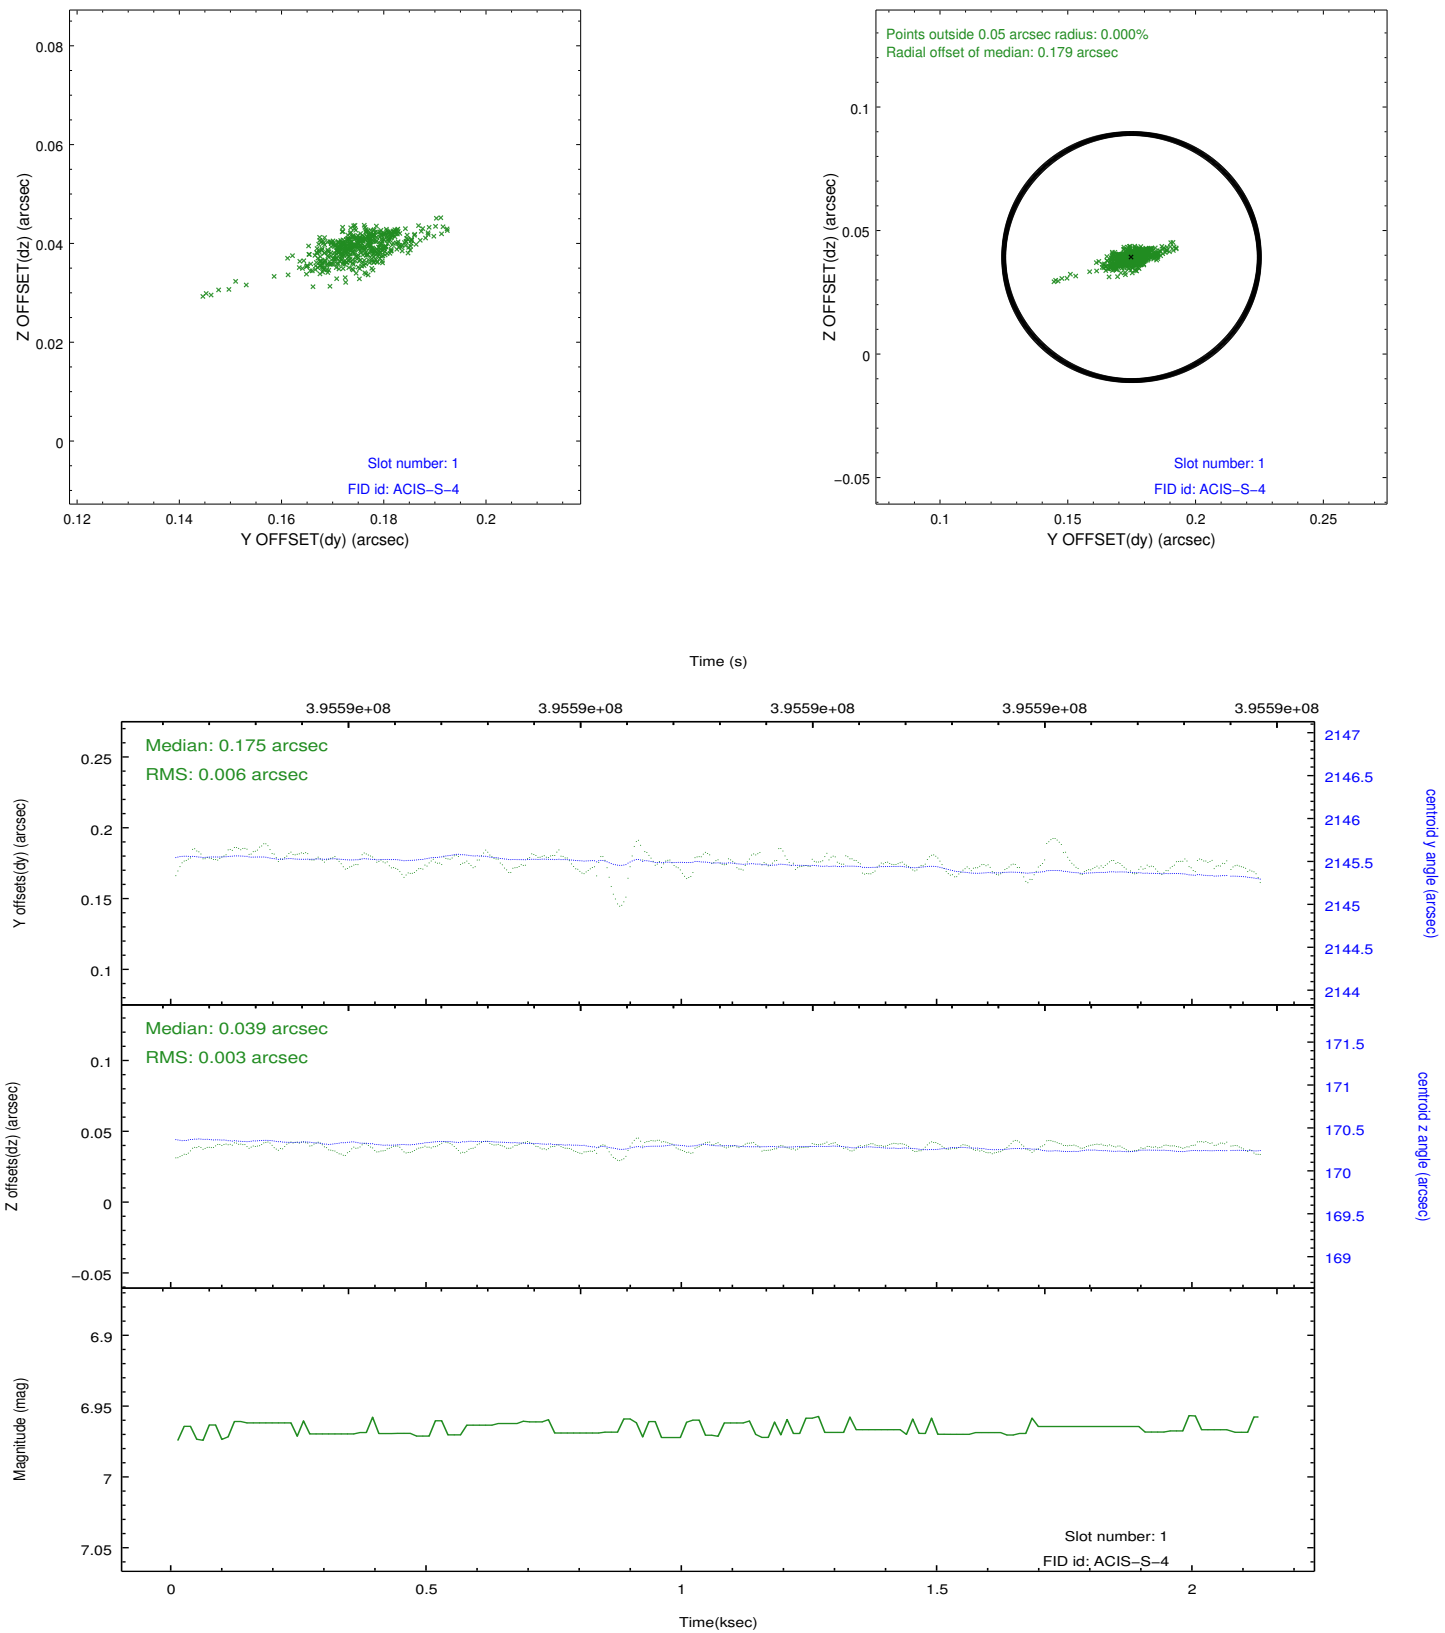 0.08
0.06
0.04
0.02
0
Z OFFSET(dz) (arcsec)
Slot number: 1
FID id: ACIS−S−4
0.12 0.14 0.16 0.18 0.2
Y OFFSET(dy) (arcsec)
Points outside 0.05 arcsec radius: 0.000%
Radial offset of median: 0.179 arcsec
0.1
0.05
0
−0.05
Z OFFSET(dz) (arcsec)
Slot number: 1
FID id: ACIS−S−4
0.1 0.15 0.2 0.25
Y OFFSET(dy) (arcsec)
Time (s)
3.9559e+08 3.9559e+08 3.9559e+08 3.9559e+08 3.9559e+08
Median: 0.175 arcsec
RMS: 0.006 arcsec
0.25
0.2
0.15
0.1
Y offsets(dy) (arcsec)
2147
2146.5
2146
2145.5
2145
2144.5
2144
centroid y angle (arcsec)
Median: 0.039 arcsec
RMS: 0.003 arcsec
0.1
0.05
0
−0.05
Z offsets(dz) (arcsec)
171.5
171
170.5
170
169.5
169
centroid z angle (arcsec)
6.9
6.95
7
7.05
Magnitude (mag)
Slot number: 1
FID id: ACIS−S−4
0 0.5 1 1.5 2
Time(ksec)